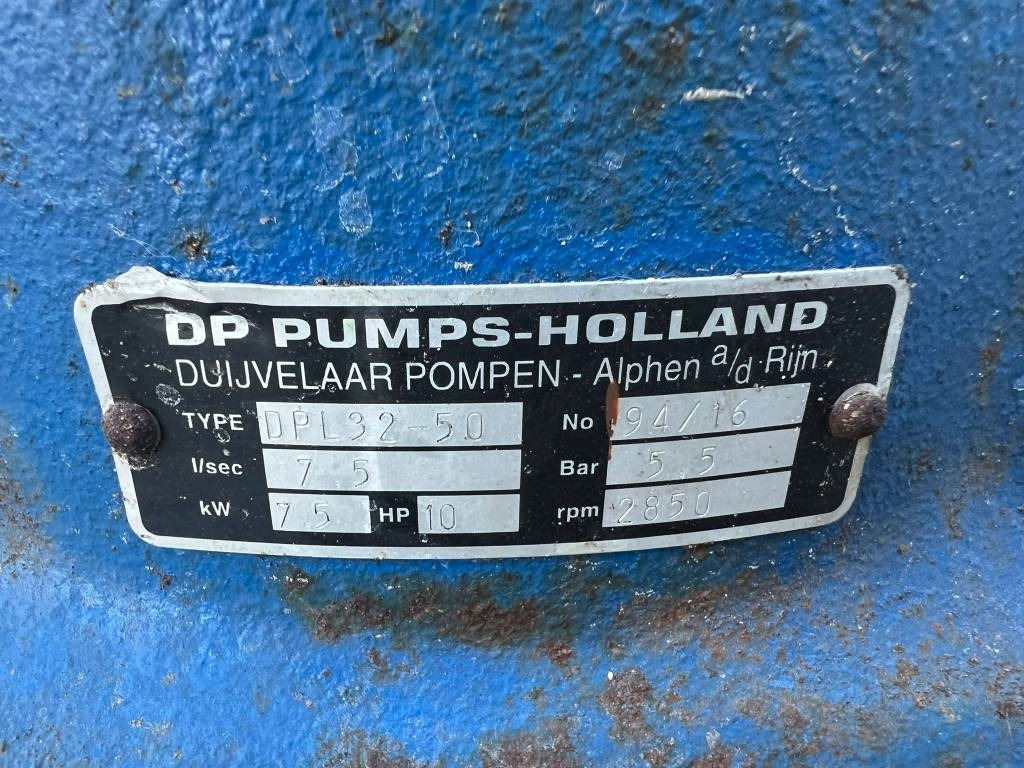 DP PUMPS-HOLLAND
DUIJVELAAR POMPEN - Alphen a/d Rijn
TYPE DPL32-50 No 94/16
l/sec 7.5 Bar 5.5
kW 7.5 HP 10 rpm 2850